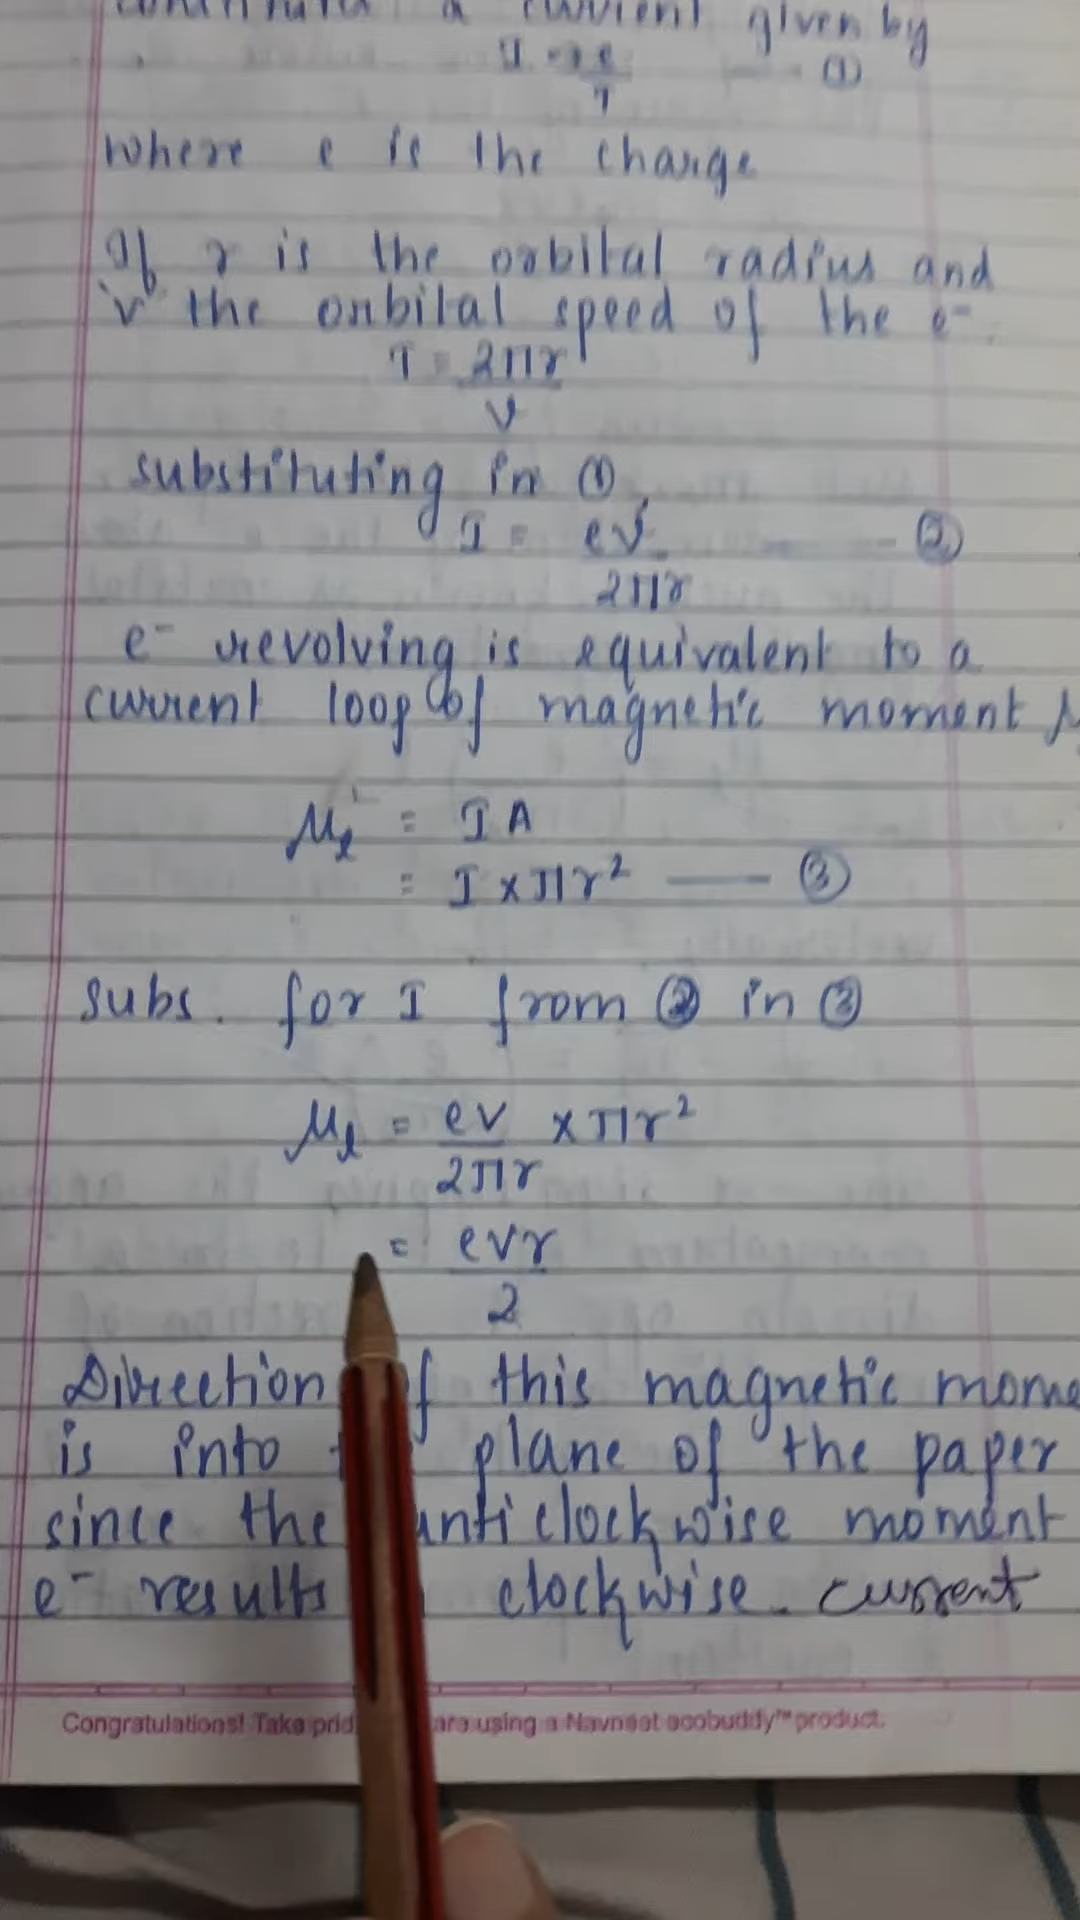 a current given by
I = e/T ①
where e is the charge
If r is the orbital radius and
'v' the orbital speed of the e⁻.
T = 2πr/v
substituting in ①,
I = ev/2πr — ②
e⁻ revolving is equivalent to a
current loop of magnetic moment μ
μₗ = IA
= I × πr² — ③
subs. for I from ② in ③
μₗ = ev/2πr × πr²
= evr/2
Direction of this magnetic mome
is into plane of the paper
since the anticlockwise moment
e⁻ results clockwise current
Congratulations! Take prid are using a Navneet ecobuddy™ product.